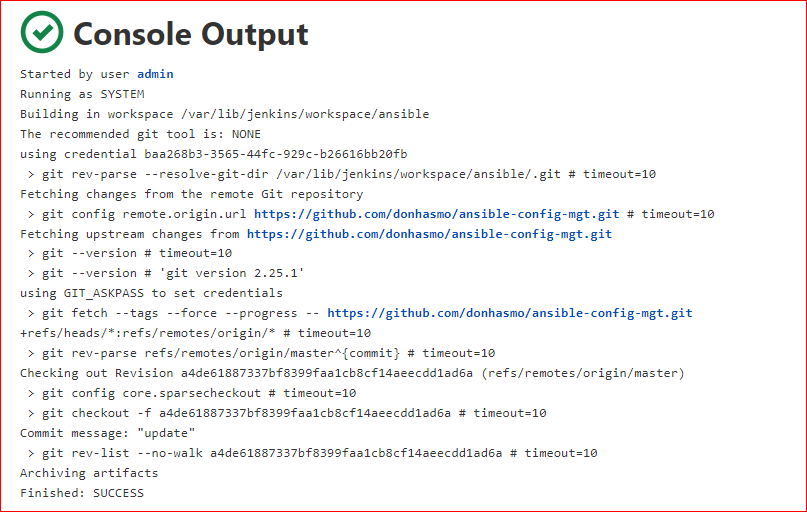 Console Output
Started by user admin
Running as SYSTEM
Building in workspace /var/lib/jenkins/workspace/ansible
The recommended git tool is: NONE
using credential baa268b3-3565-44fc-929c-b26616bb20fb
> git rev-parse --resolve-git-dir /var/lib/jenkins/workspace/ansible/.git # timeout=10
Fetching changes from the remote Git repository
> git config remote.origin.url https://github.com/donhasmo/ansible-config-mgt.git # timeout=10
Fetching upstream changes from https://github.com/donhasmo/ansible-config-mgt.git
> git --version # timeout=10
> git --version # 'git version 2.25.1'
using GIT_ASKPASS to set credentials
> git fetch --tags --force --progress -- https://github.com/donhasmo/ansible-config-mgt.git
+refs/heads/*:refs/remotes/origin/* # timeout=10
> git rev-parse refs/remotes/origin/master^{commit} # timeout=10
Checking out Revision a4de61887337bf8399faa1cb8cf14aeecdd1ad6a (refs/remotes/origin/master)
> git config core.sparsecheckout # timeout=10
> git checkout -f a4de61887337bf8399faa1cb8cf14aeecdd1ad6a # timeout=10
Commit message: "update"
> git rev-list --no-walk a4de61887337bf8399faa1cb8cf14aeecdd1ad6a # timeout=10
Archiving artifacts
Finished: SUCCESS